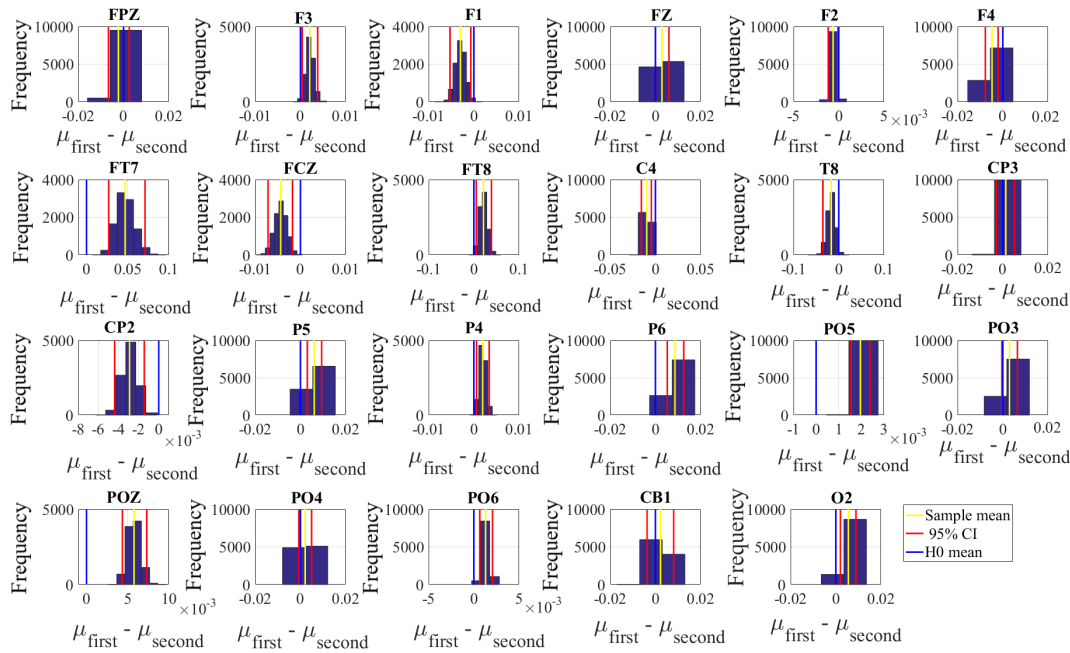 FPZ F3 F1 FZ F2 F4
Frequency Frequency Frequency Frequency Frequency Frequency
10000 5000 4000 10000 10000 10000
5000 2000 5000 5000 5000
0 0 0 0 0 0
-0.02 0 0.02 -0.01 0 0.01 -0.01 0 0.01 -0.02 0 0.02 -5 0 5 -0.02 0 0.02
×10⁻³
μfirst - μsecond μfirst - μsecond μfirst - μsecond μfirst - μsecond μfirst - μsecond μfirst - μsecond
FT7 FCZ FT8 C4 T8 CP3
Frequency Frequency Frequency Frequency Frequency Frequency
4000 4000 5000 10000 5000 10000
2000 2000 5000 5000
0 0 0 0 0 0
0 0.05 0.1 -0.01 0 0.01 -0.1 0 0.1 -0.05 0 0.05 -0.1 0 0.1 -0.02 0 0.02
μfirst - μsecond μfirst - μsecond μfirst - μsecond μfirst - μsecond μfirst - μsecond μfirst - μsecond
CP2 P5 P4 P6 PO5 PO3
Frequency Frequency Frequency Frequency Frequency Frequency
5000 10000 5000 10000 10000 10000
5000 5000 5000 5000
0 0 0 0 0 0
-8 -6 -4 -2 0 -0.02 0 0.02 -0.01 0 0.01 -0.02 0 0.02 -1 0 1 2 3 -0.02 0 0.02
×10⁻³ ×10⁻³
μfirst - μsecond μfirst - μsecond μfirst - μsecond μfirst - μsecond μfirst - μsecond μfirst - μsecond
POZ PO4 PO6 CB1 O2
Frequency Frequency Frequency Frequency Frequency
5000 10000 10000 10000 10000
5000 5000 5000 5000
0 0 0 0 0
0 5 10 -0.02 0 0.02 -5 0 5 -0.02 0 0.02 -0.02 0 0.02
×10⁻³ ×10⁻³
μfirst - μsecond μfirst - μsecond μfirst - μsecond μfirst - μsecond μfirst - μsecond
Sample mean
95% CI
H0 mean